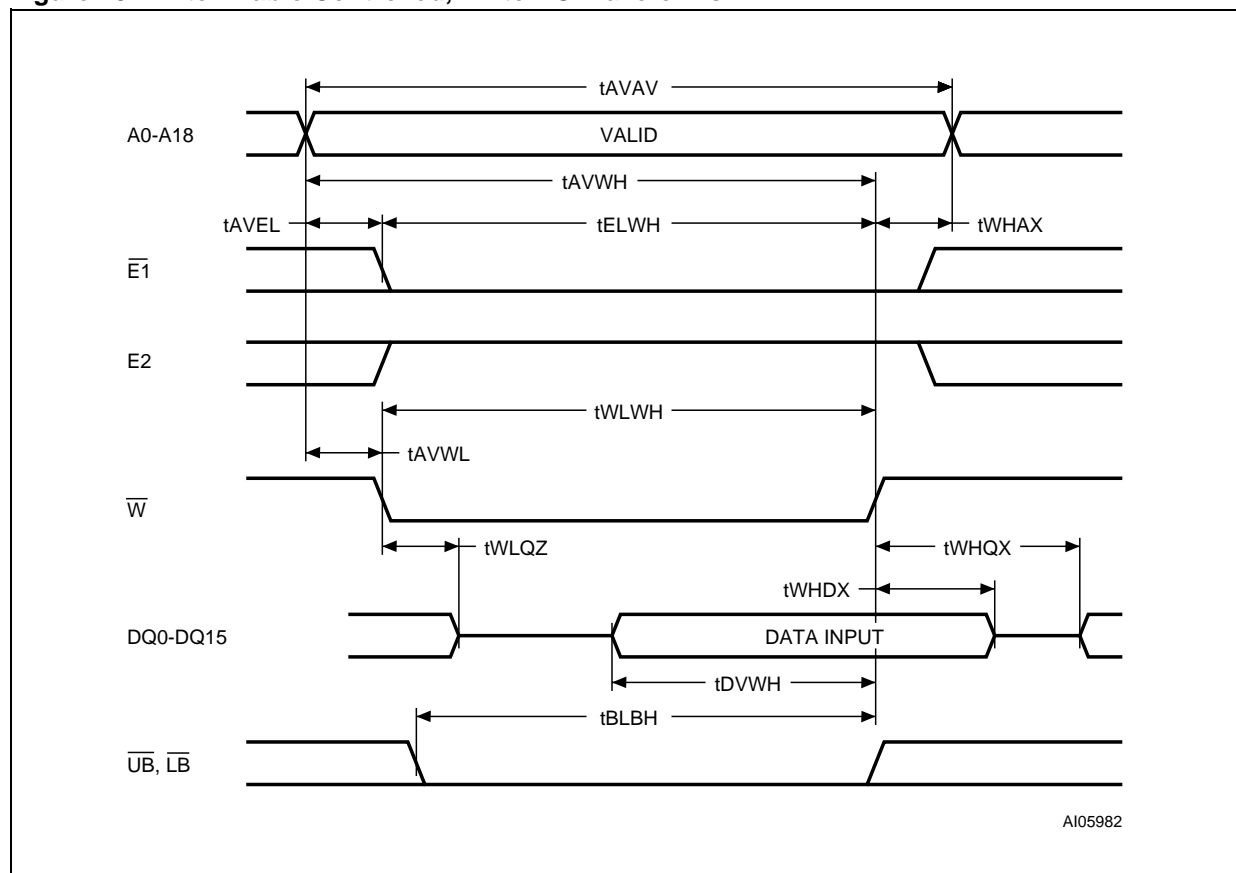 tAVAV
A0-A18
VALID
tAVWH
tAVEL
tELWH
tWHAX
E1
E2
tWLWH
tAVWL
W
tWLQZ
tWHQX
tWHDX
DQ0-DQ15
DATA INPUT
tDVWH
tBLBH
UB, LB
AI05982